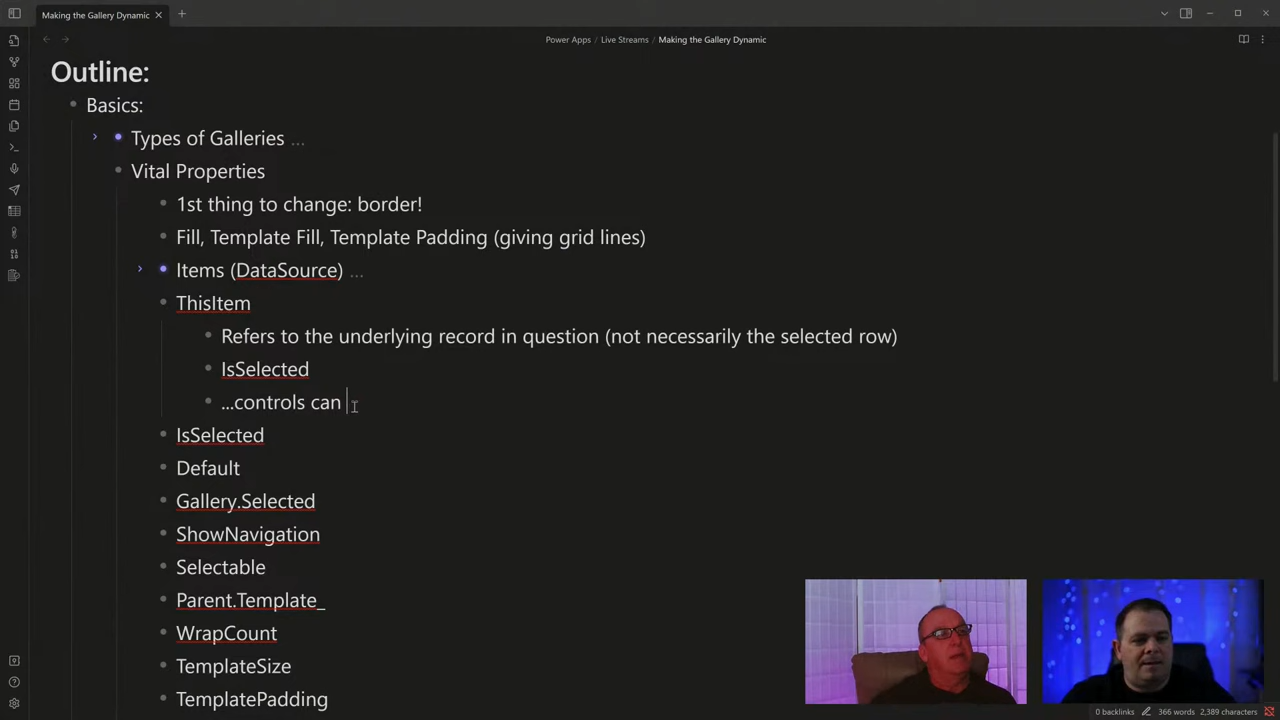 Making the Gallery Dynamic
Power Apps / Live Streams / Making the Gallery Dynamic
Outline:
Basics:
Types of Galleries ...
Vital Properties
1st thing to change: border!
Fill, Template Fill, Template Padding (giving grid lines)
Items (DataSource) ...
ThisItem
Refers to the underlying record in question (not necessarily the selected row)
IsSelected
...controls can
IsSelected
Default
Gallery.Selected
ShowNavigation
Selectable
Parent.Template_
WrapCount
TemplateSize
TemplatePadding
0 backlinks 366 words 2,389 characters